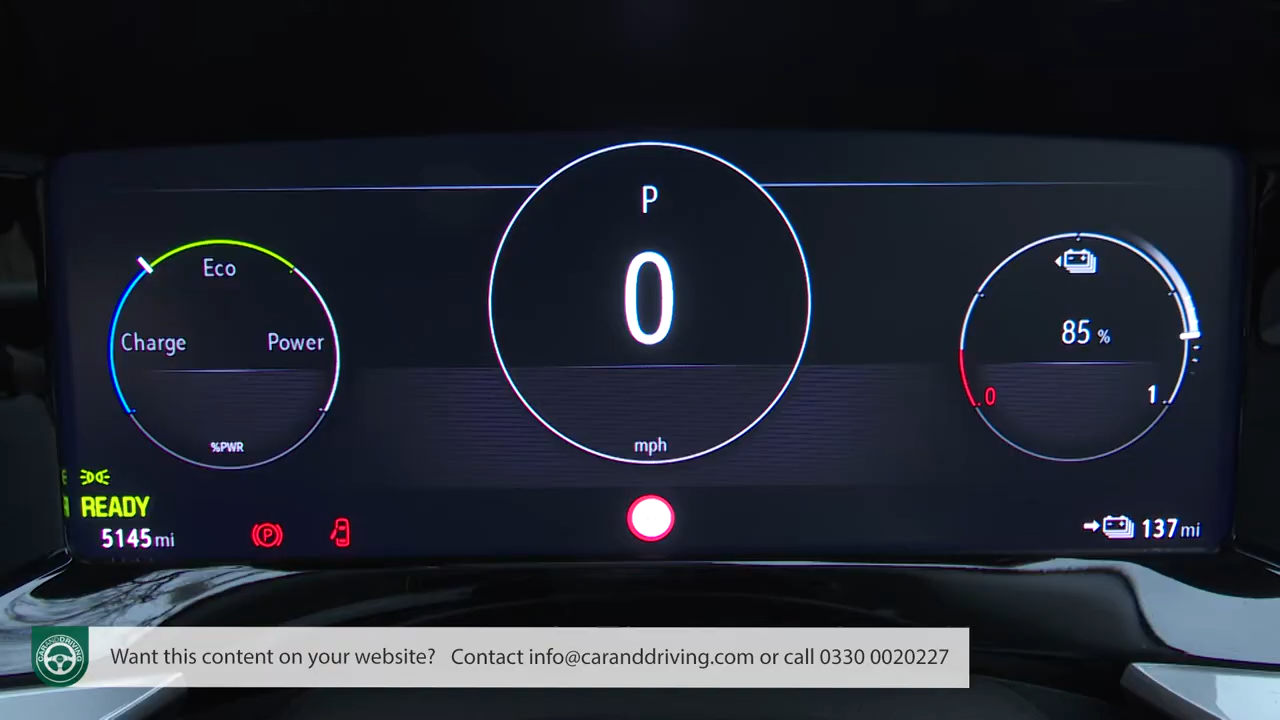 P
0
mph
Eco
Charge
Power
%PWR
85 %
0
1
READY
5145 mi
P
137 mi
CARANDDRIVING
Want this content on your website? Contact info@caranddriving.com or call 0330 0020227